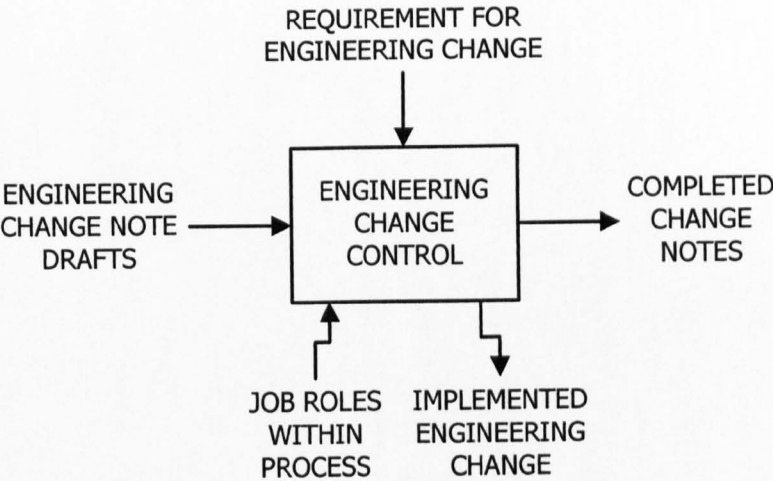 REQUIREMENT FOR
ENGINEERING CHANGE
ENGINEERING
CHANGE NOTE
DRAFTS
ENGINEERING
CHANGE
CONTROL
COMPLETED
CHANGE
NOTES
JOB ROLES
WITHIN
PROCESS
IMPLEMENTED
ENGINEERING
CHANGE